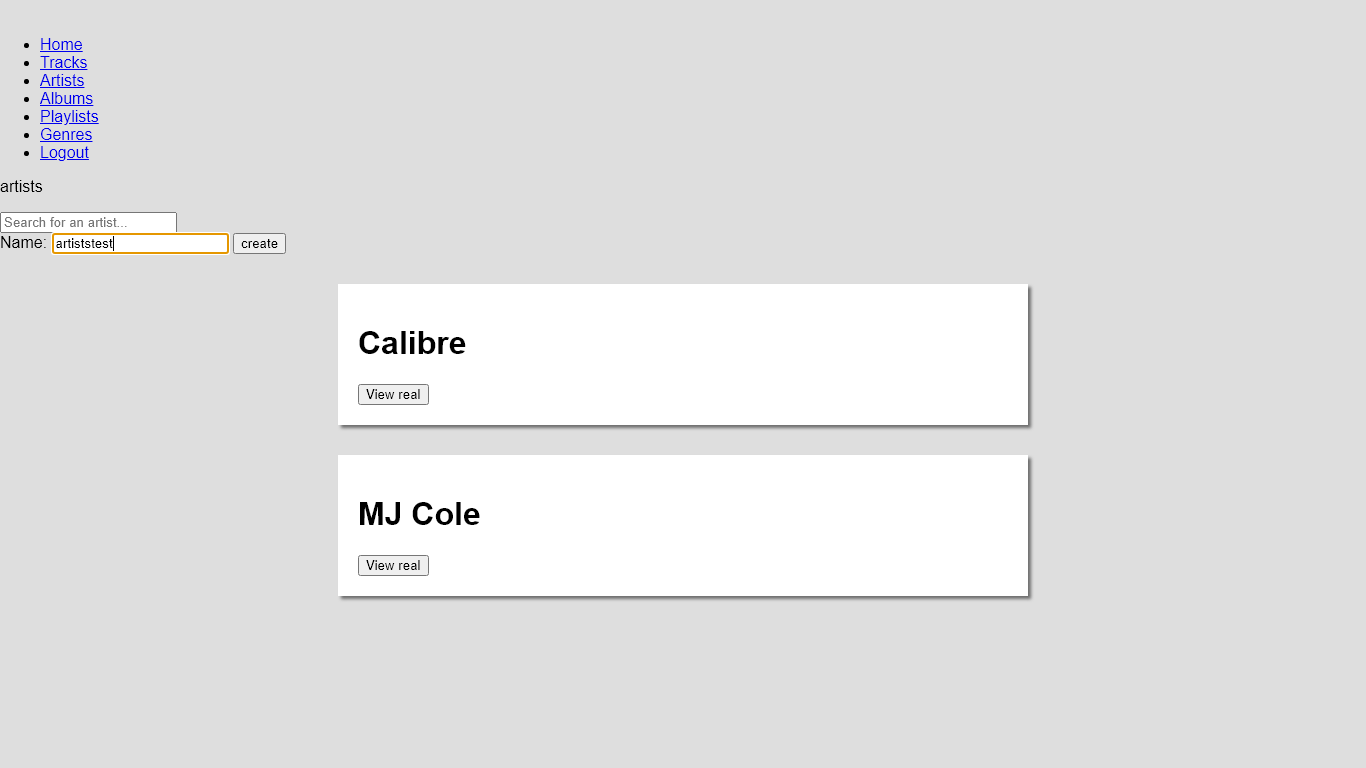 Home
Tracks
Artists
Albums
Playlists
Genres
Logout
artists
Search for an artist...
Name: artiststest create
Calibre
View real
MJ Cole
View real